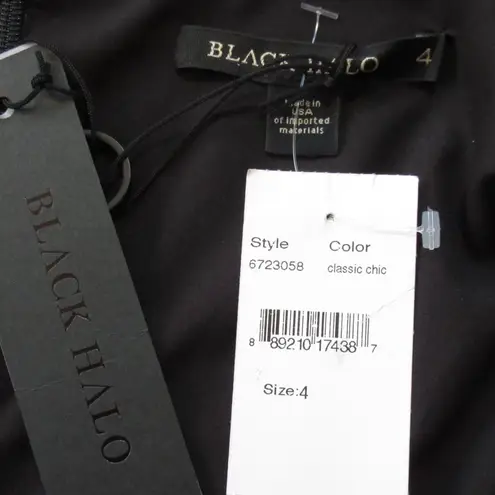 BLACK HALO 4
Made in
USA
of imported
materials
BLACK HALO
Style Color
6723058 classic chic
8 89210 17438 7
Size:4